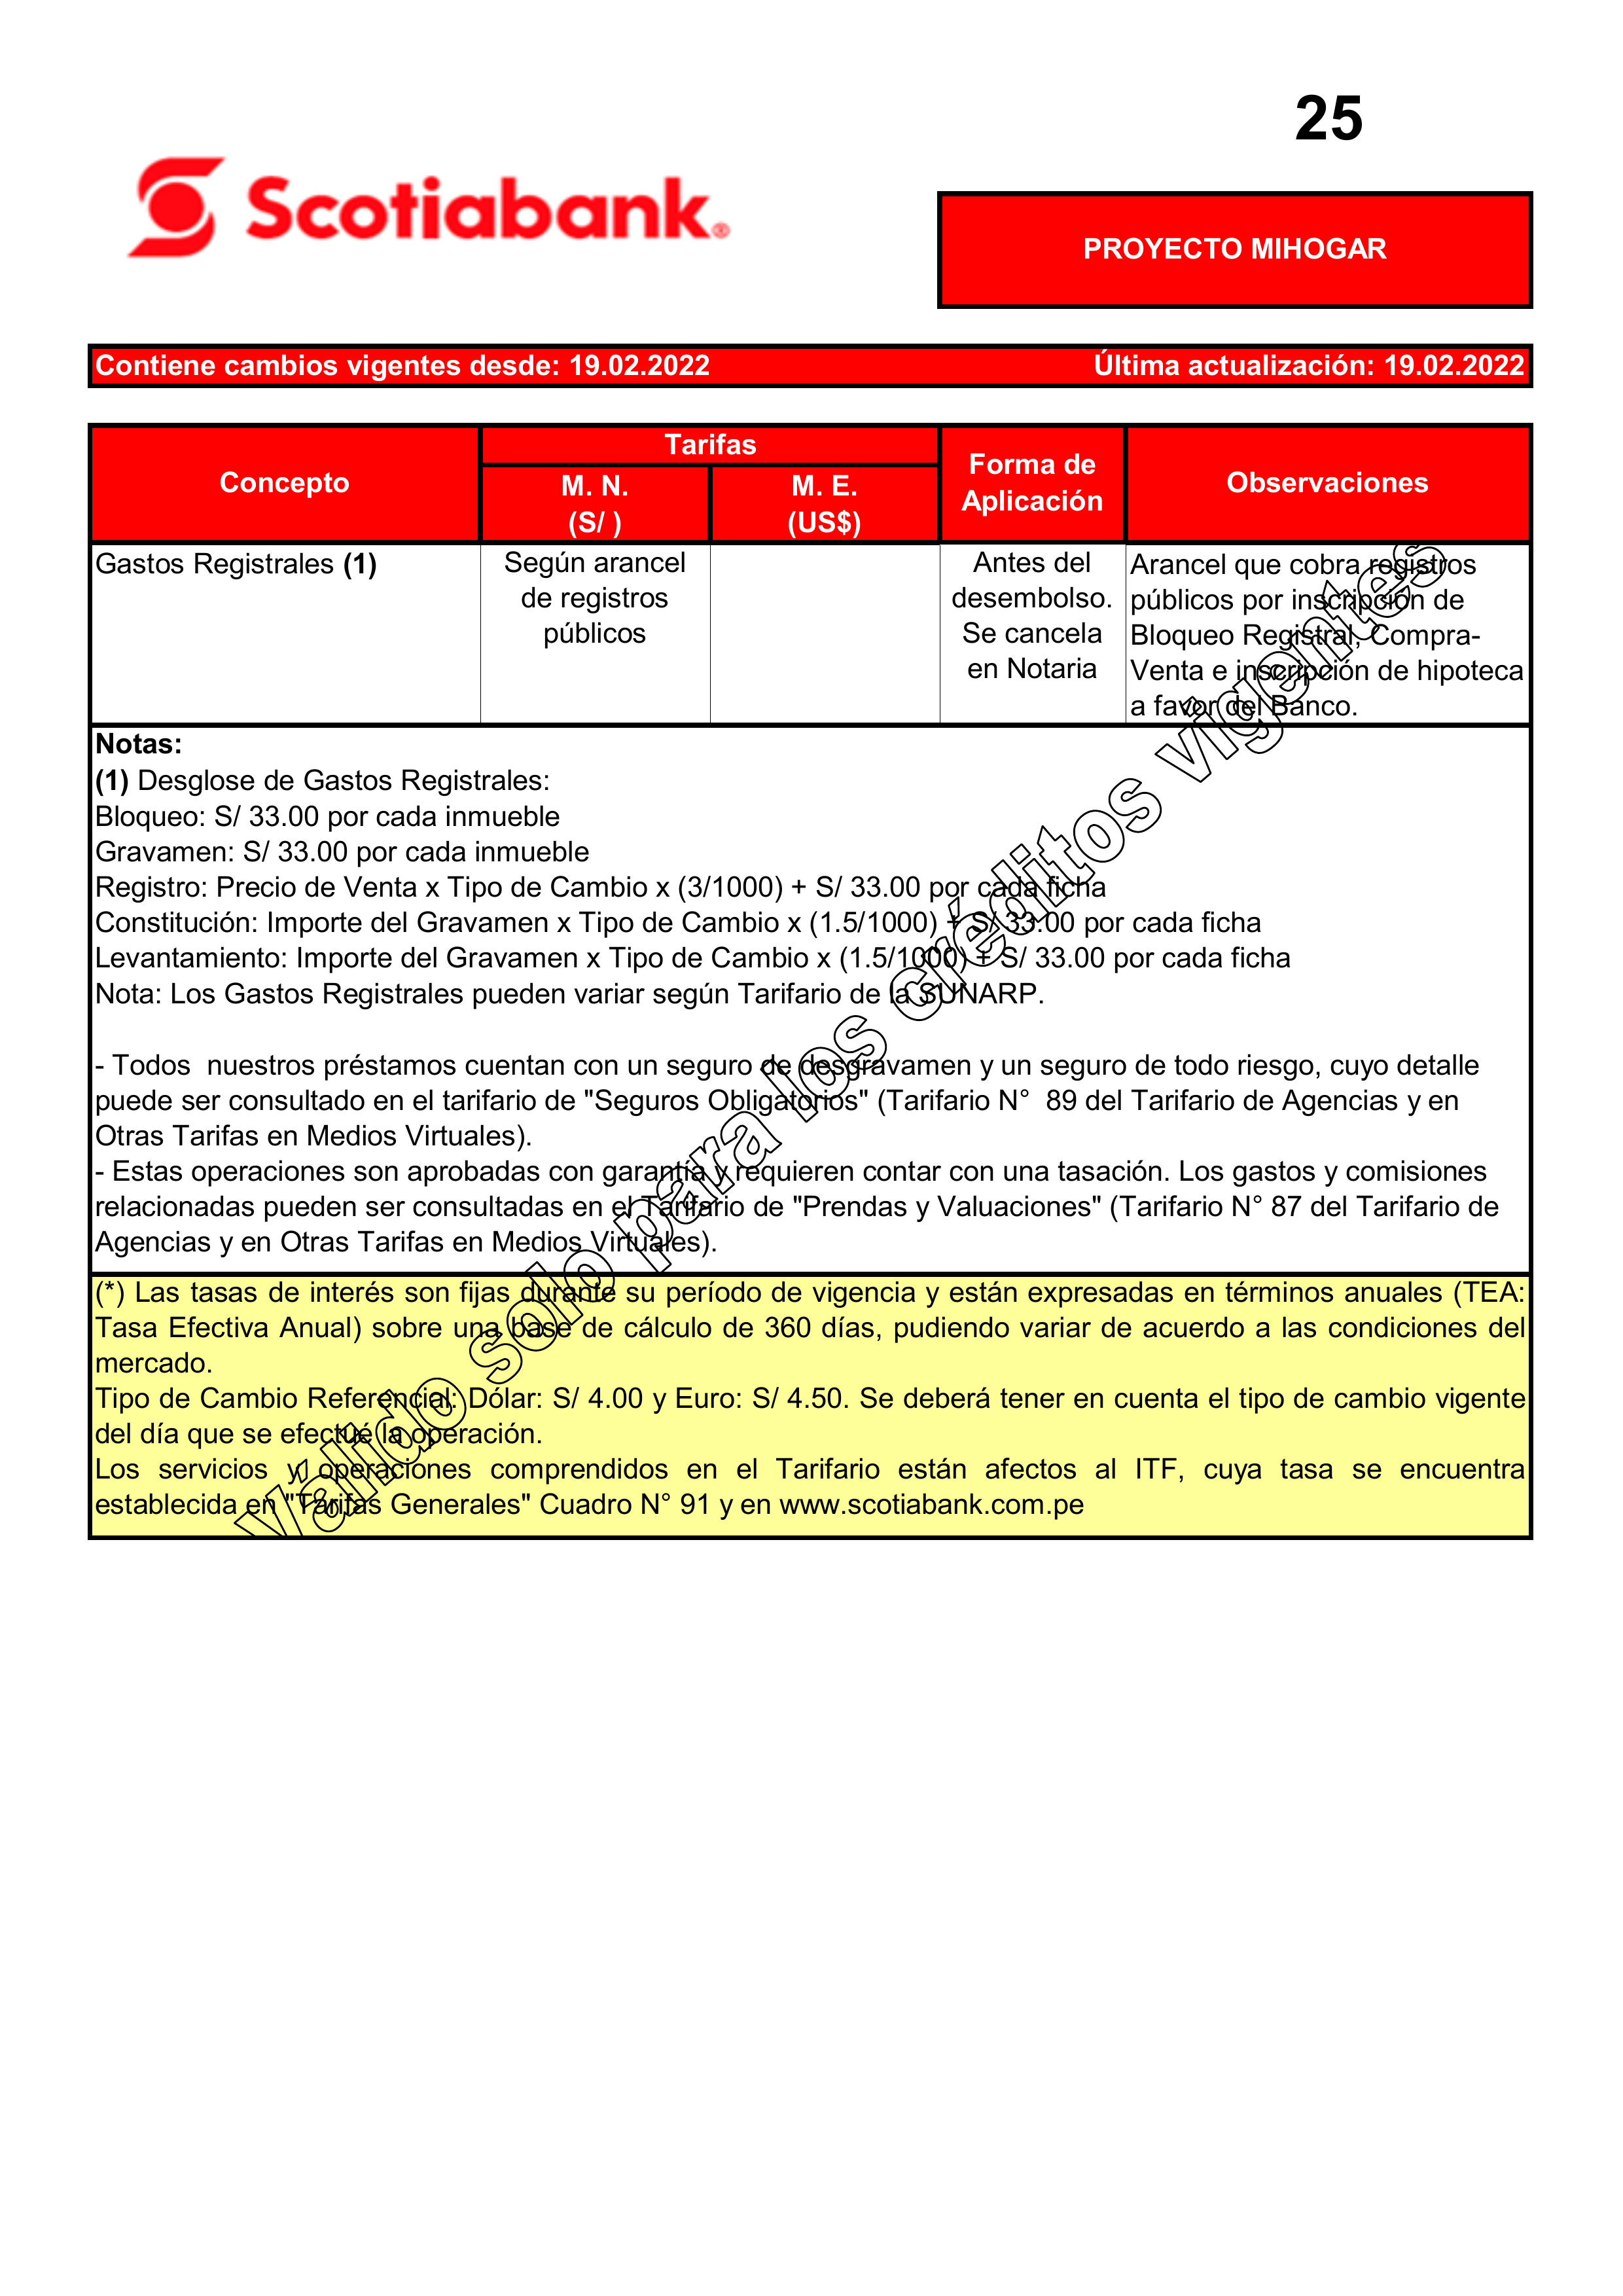 25
Scotiabank®
PROYECTO MIHOGAR
Contiene cambios vigentes desde: 19.02.2022 Última actualización: 19.02.2022
Concepto
Tarifas
M. N.
(S/ )
M. E.
(US$)
Forma de
Aplicación
Observaciones
Gastos Registrales (1)
Según arancel
de registros
públicos
Antes del
desembolso.
Se cancela
en Notaria
Arancel que cobra registros
públicos por inscripción de
Bloqueo Registral, Compra-
Venta e inscripción de hipoteca
a favor del Banco.
Notas:
(1) Desglose de Gastos Registrales:
Bloqueo: S/ 33.00 por cada inmueble
Gravamen: S/ 33.00 por cada inmueble
Registro: Precio de Venta x Tipo de Cambio x (3/1000) + S/ 33.00 por cada ficha
Constitución: Importe del Gravamen x Tipo de Cambio x (1.5/1000) + S/ 33.00 por cada ficha
Levantamiento: Importe del Gravamen x Tipo de Cambio x (1.5/1000) + S/ 33.00 por cada ficha
Nota: Los Gastos Registrales pueden variar según Tarifario de la SUNARP.
- Todos  nuestros préstamos cuentan con un seguro de desgravamen y un seguro de todo riesgo, cuyo detalle
puede ser consultado en el tarifario de "Seguros Obligatorios" (Tarifario N°  89 del Tarifario de Agencias y en
Otras Tarifas en Medios Virtuales).
- Estas operaciones son aprobadas con garantía y requieren contar con una tasación. Los gastos y comisiones
relacionadas pueden ser consultadas en el Tarifario de "Prendas y Valuaciones" (Tarifario N° 87 del Tarifario de
Agencias y en Otras Tarifas en Medios Virtuales).
(*) Las tasas de interés son fijas durante su período de vigencia y están expresadas en términos anuales (TEA:
Tasa Efectiva Anual) sobre una base de cálculo de 360 días, pudiendo variar de acuerdo a las condiciones del
mercado.
Tipo de Cambio Referencial: Dólar: S/ 4.00 y Euro: S/ 4.50. Se deberá tener en cuenta el tipo de cambio vigente
del día que se efectúe la operación.
Los servicios y operaciones comprendidos en el Tarifario están afectos al ITF, cuya tasa se encuentra
establecida en "Tarifas Generales" Cuadro N° 91 y en www.scotiabank.com.pe
Valido solo para los créditos vigentes